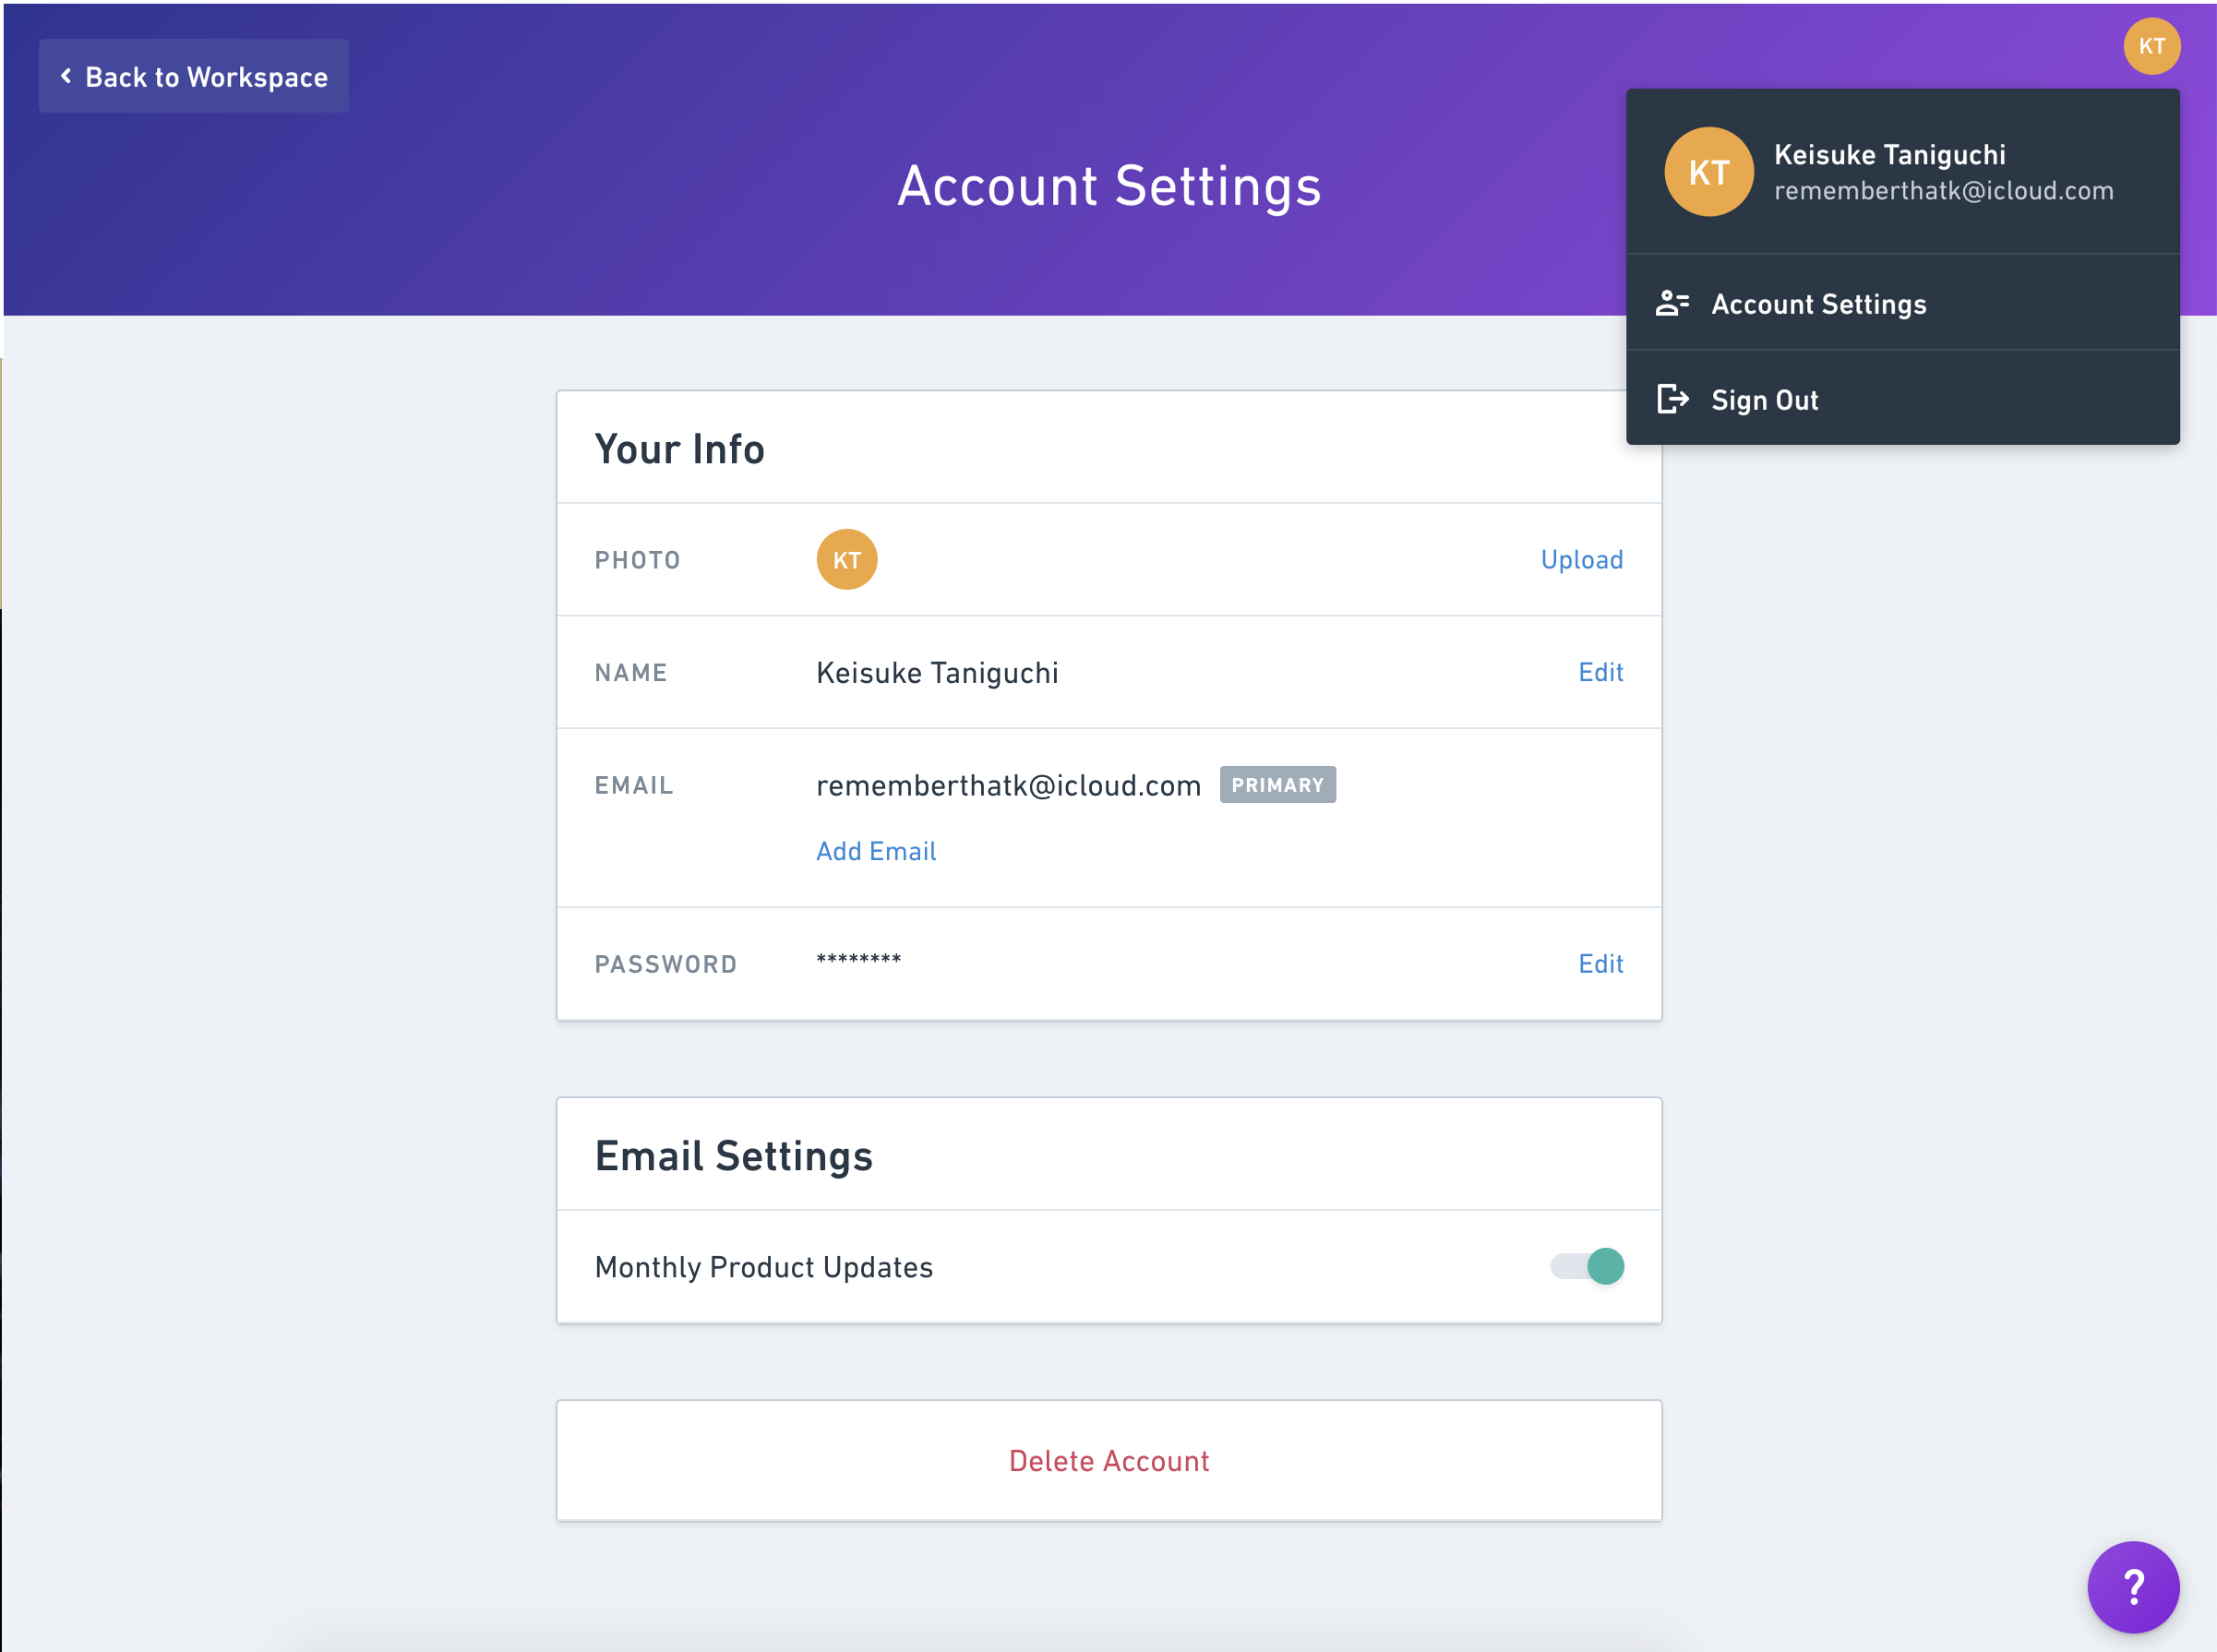 Back to Workspace
KT
Account Settings
KT
Keisuke Taniguchi
rememberthatk@icloud.com
Account Settings
Sign Out
Your Info
PHOTO KT Upload
NAME Keisuke Taniguchi Edit
EMAIL rememberthatk@icloud.com PRIMARY
Add Email
PASSWORD ******** Edit
Email Settings
Monthly Product Updates
Delete Account
?